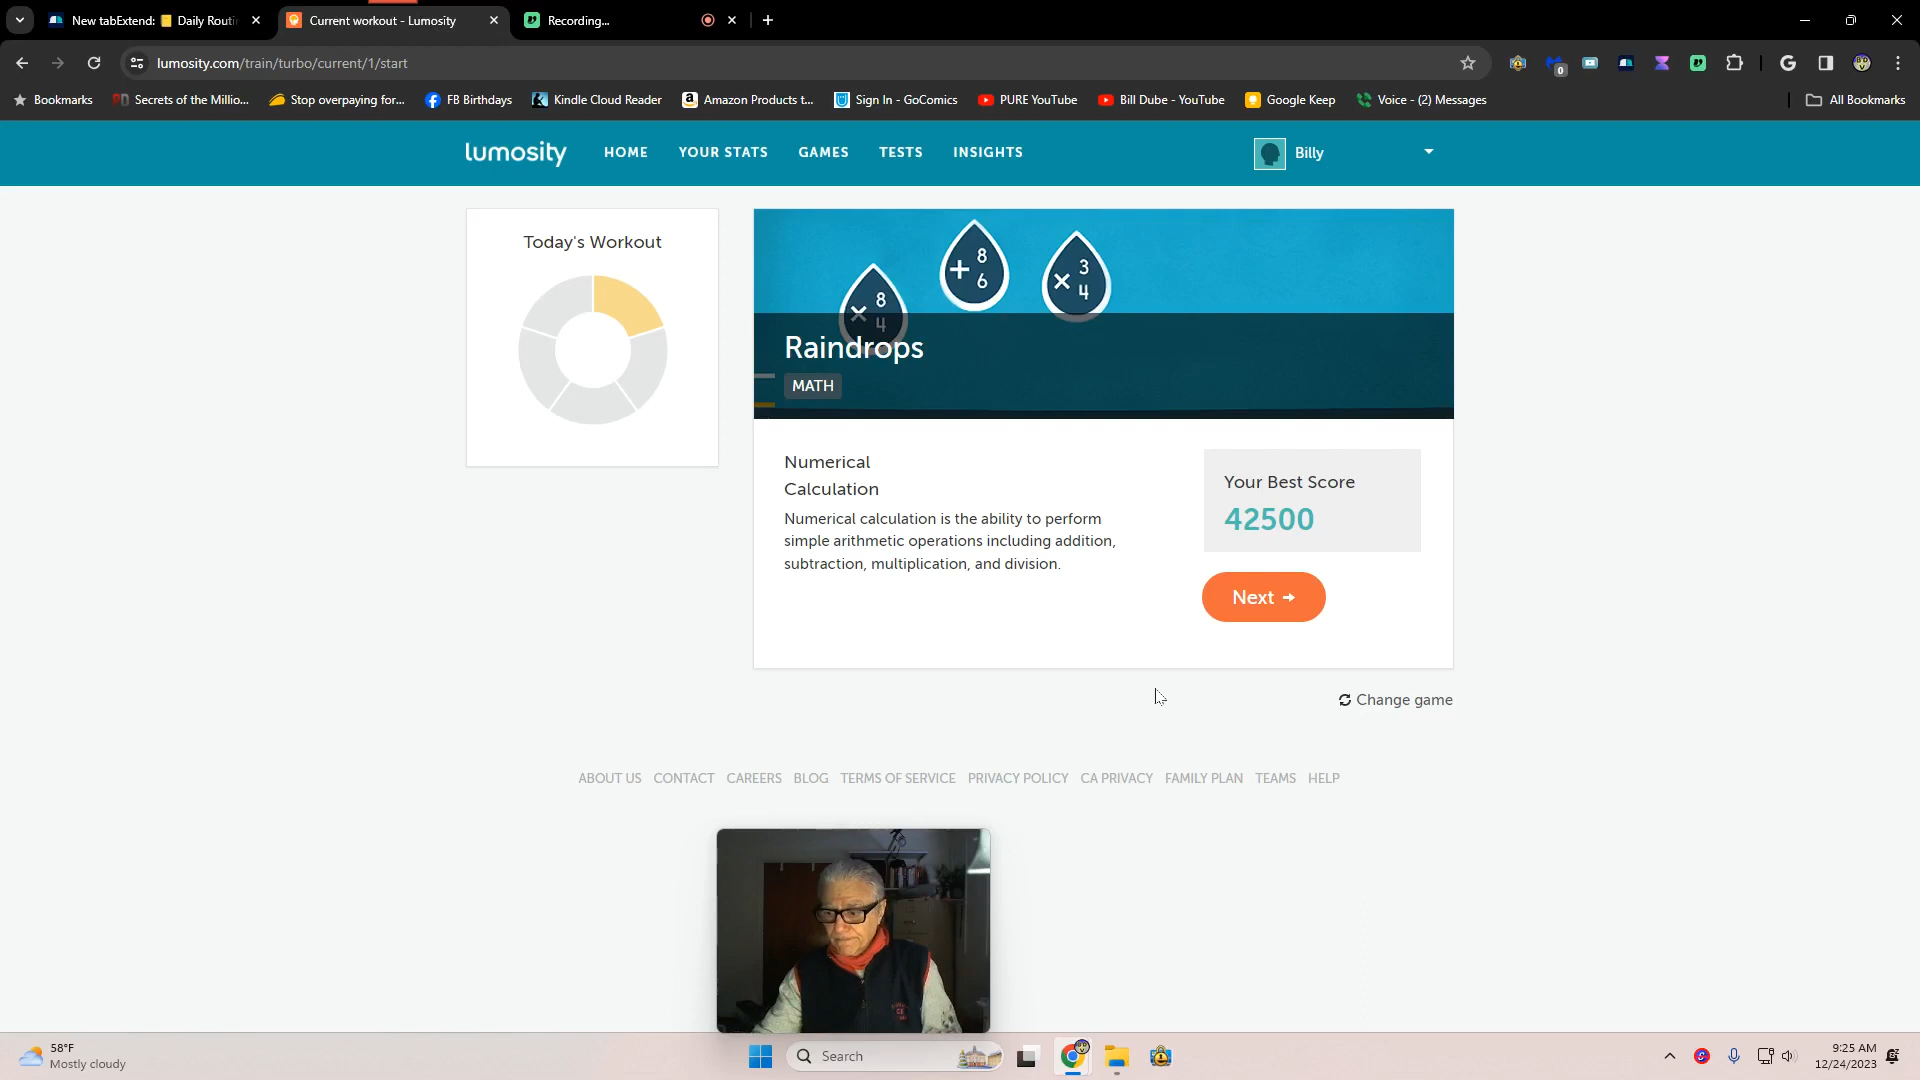 New tabExtend: Daily Routi
Current workout - Lumosity
Recording...
lumosity.com/train/turbo/current/1/start
0
Bookmarks
Secrets of the Millio...
Stop overpaying for...
FB Birthdays
Kindle Cloud Reader
Amazon Products t...
Sign In - GoComics
PURE YouTube
Bill Dube - YouTube
Google Keep
Voice - (2) Messages
All Bookmarks
lumosity
HOME
YOUR STATS
GAMES
TESTS
INSIGHTS
Billy
Today's Workout
× 8 4
+ 8 6
× 3 4
Raindrops
MATH
Numerical
Calculation
Numerical calculation is the ability to perform
simple arithmetic operations including addition,
subtraction, multiplication, and division.
Your Best Score
42500
Next →
Change game
ABOUT US CONTACT CAREERS BLOG TERMS OF SERVICE PRIVACY POLICY CA PRIVACY FAMILY PLAN TEAMS HELP
58°F
Mostly cloudy
Search
9:25 AM
12/24/2023